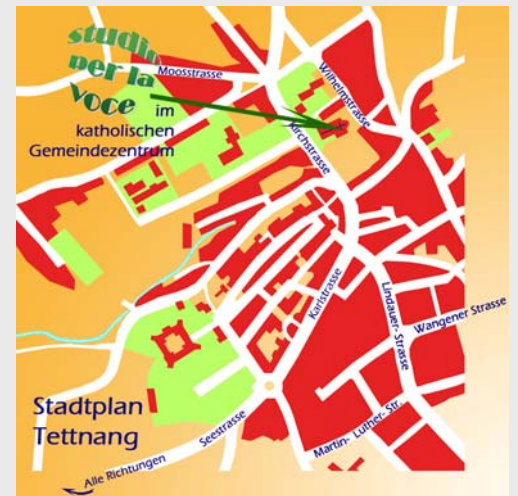 studio
per la
voce im
katholischen
Gemeindezentrum
Moosstrasse
Wilhelmstrasse
Kirchstrasse
Karlstrasse
Lindauer- Strasse
Wangener Strasse
Stadtplan
Tettnang
Seestrasse
Martin- Luther- Str.
Alle Richtungen